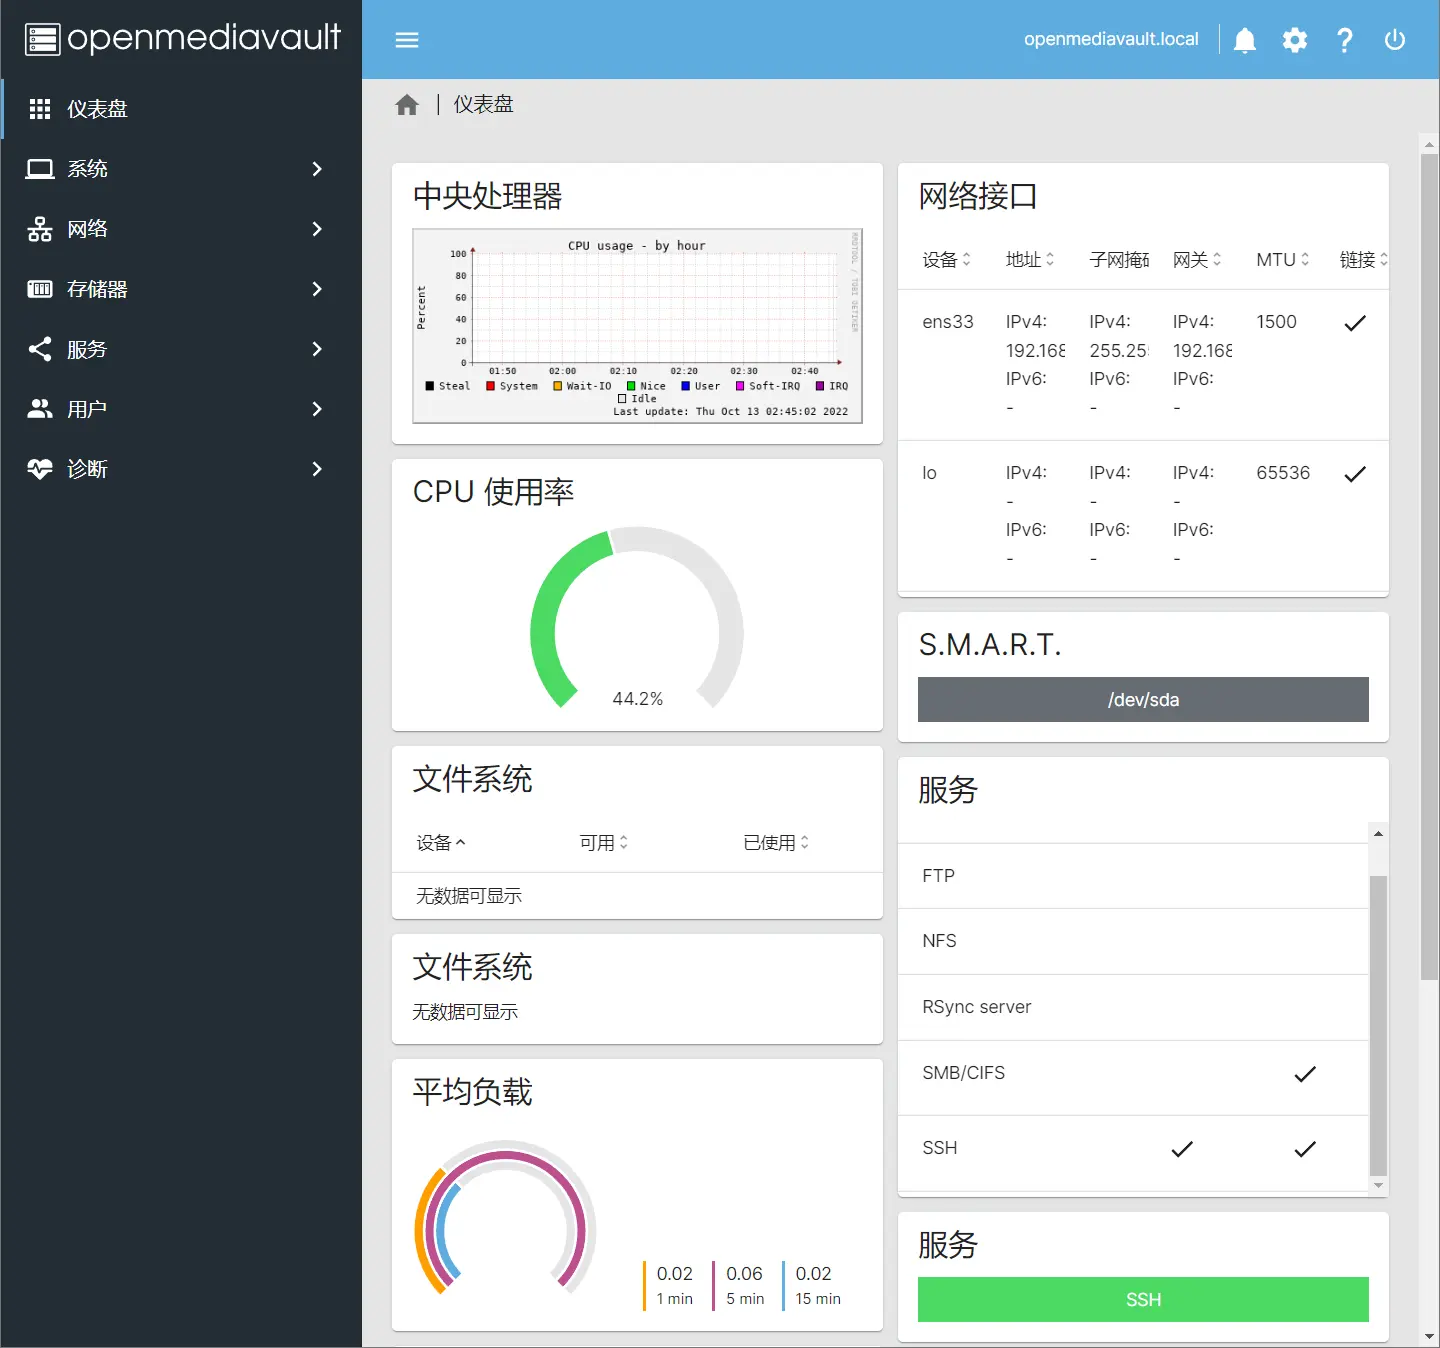 openmediavault
openmediavault.local
仪表盘
系统
网络
存储器
服务
用户
诊断
仪表盘
中央处理器
CPU usage - by hour
RRDTOOL / TOBI OETIKER
Percent
100
80
60
40
20
0
01:50 02:00 02:10 02:20 02:30 02:40
Steal System Wait-IO Nice User Soft-IRQ IRQ
Idle
Last update: Thu Oct 13 02:45:02 2022
CPU 使用率
44.2%
文件系统
设备 可用 已使用
无数据可显示
文件系统
无数据可显示
平均负载
0.02 0.06 0.02
1 min 5 min 15 min
网络接口
设备 地址 子网掩 网关 MTU 链接
ens33 IPv4: IPv4: IPv4: 1500
192.168 255.25 192.168
IPv6: IPv6: IPv6:
- - -
lo IPv4: IPv4: IPv4: 65536
- - -
IPv6: IPv6: IPv6:
- - -
S.M.A.R.T.
/dev/sda
服务
FTP
NFS
RSync server
SMB/CIFS
SSH
服务
SSH